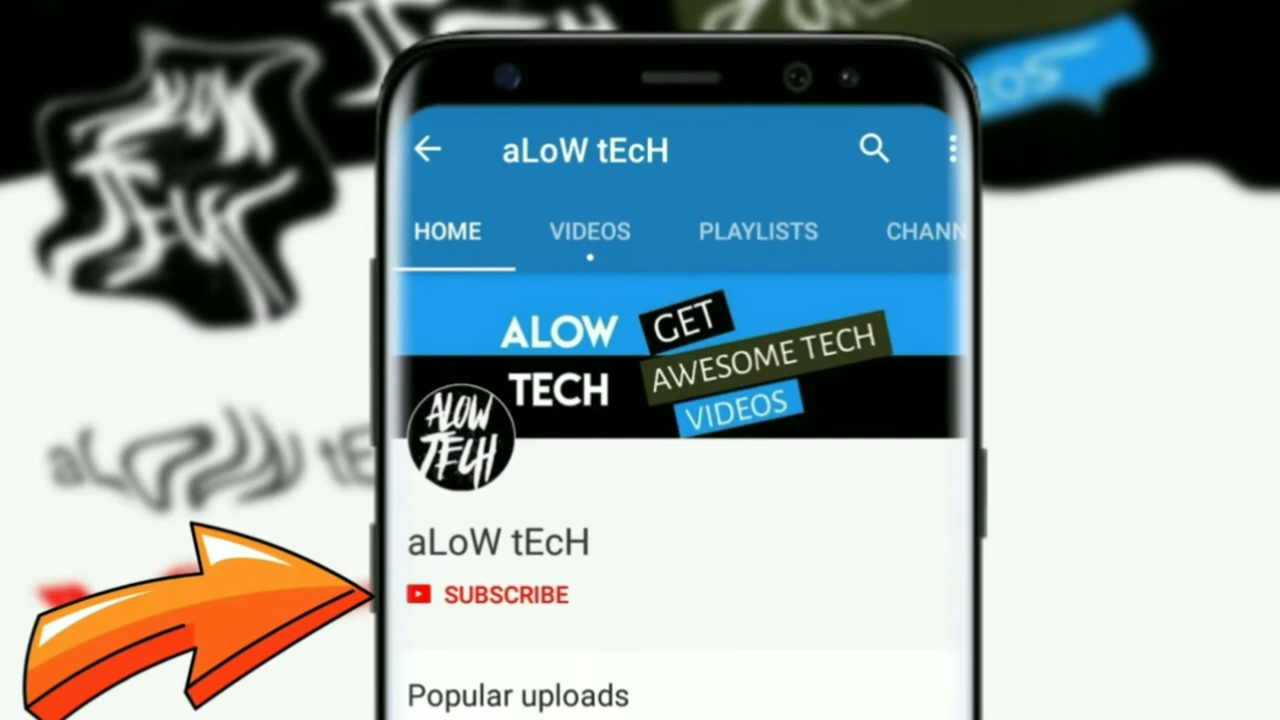 aLoW tEcH
HOME VIDEOS PLAYLISTS CHANN
ALOW
TECH
GET
AWESOME TECH
VIDEOS
ALOW
TECH
aLoW tEcH
SUBSCRIBE
Popular uploads